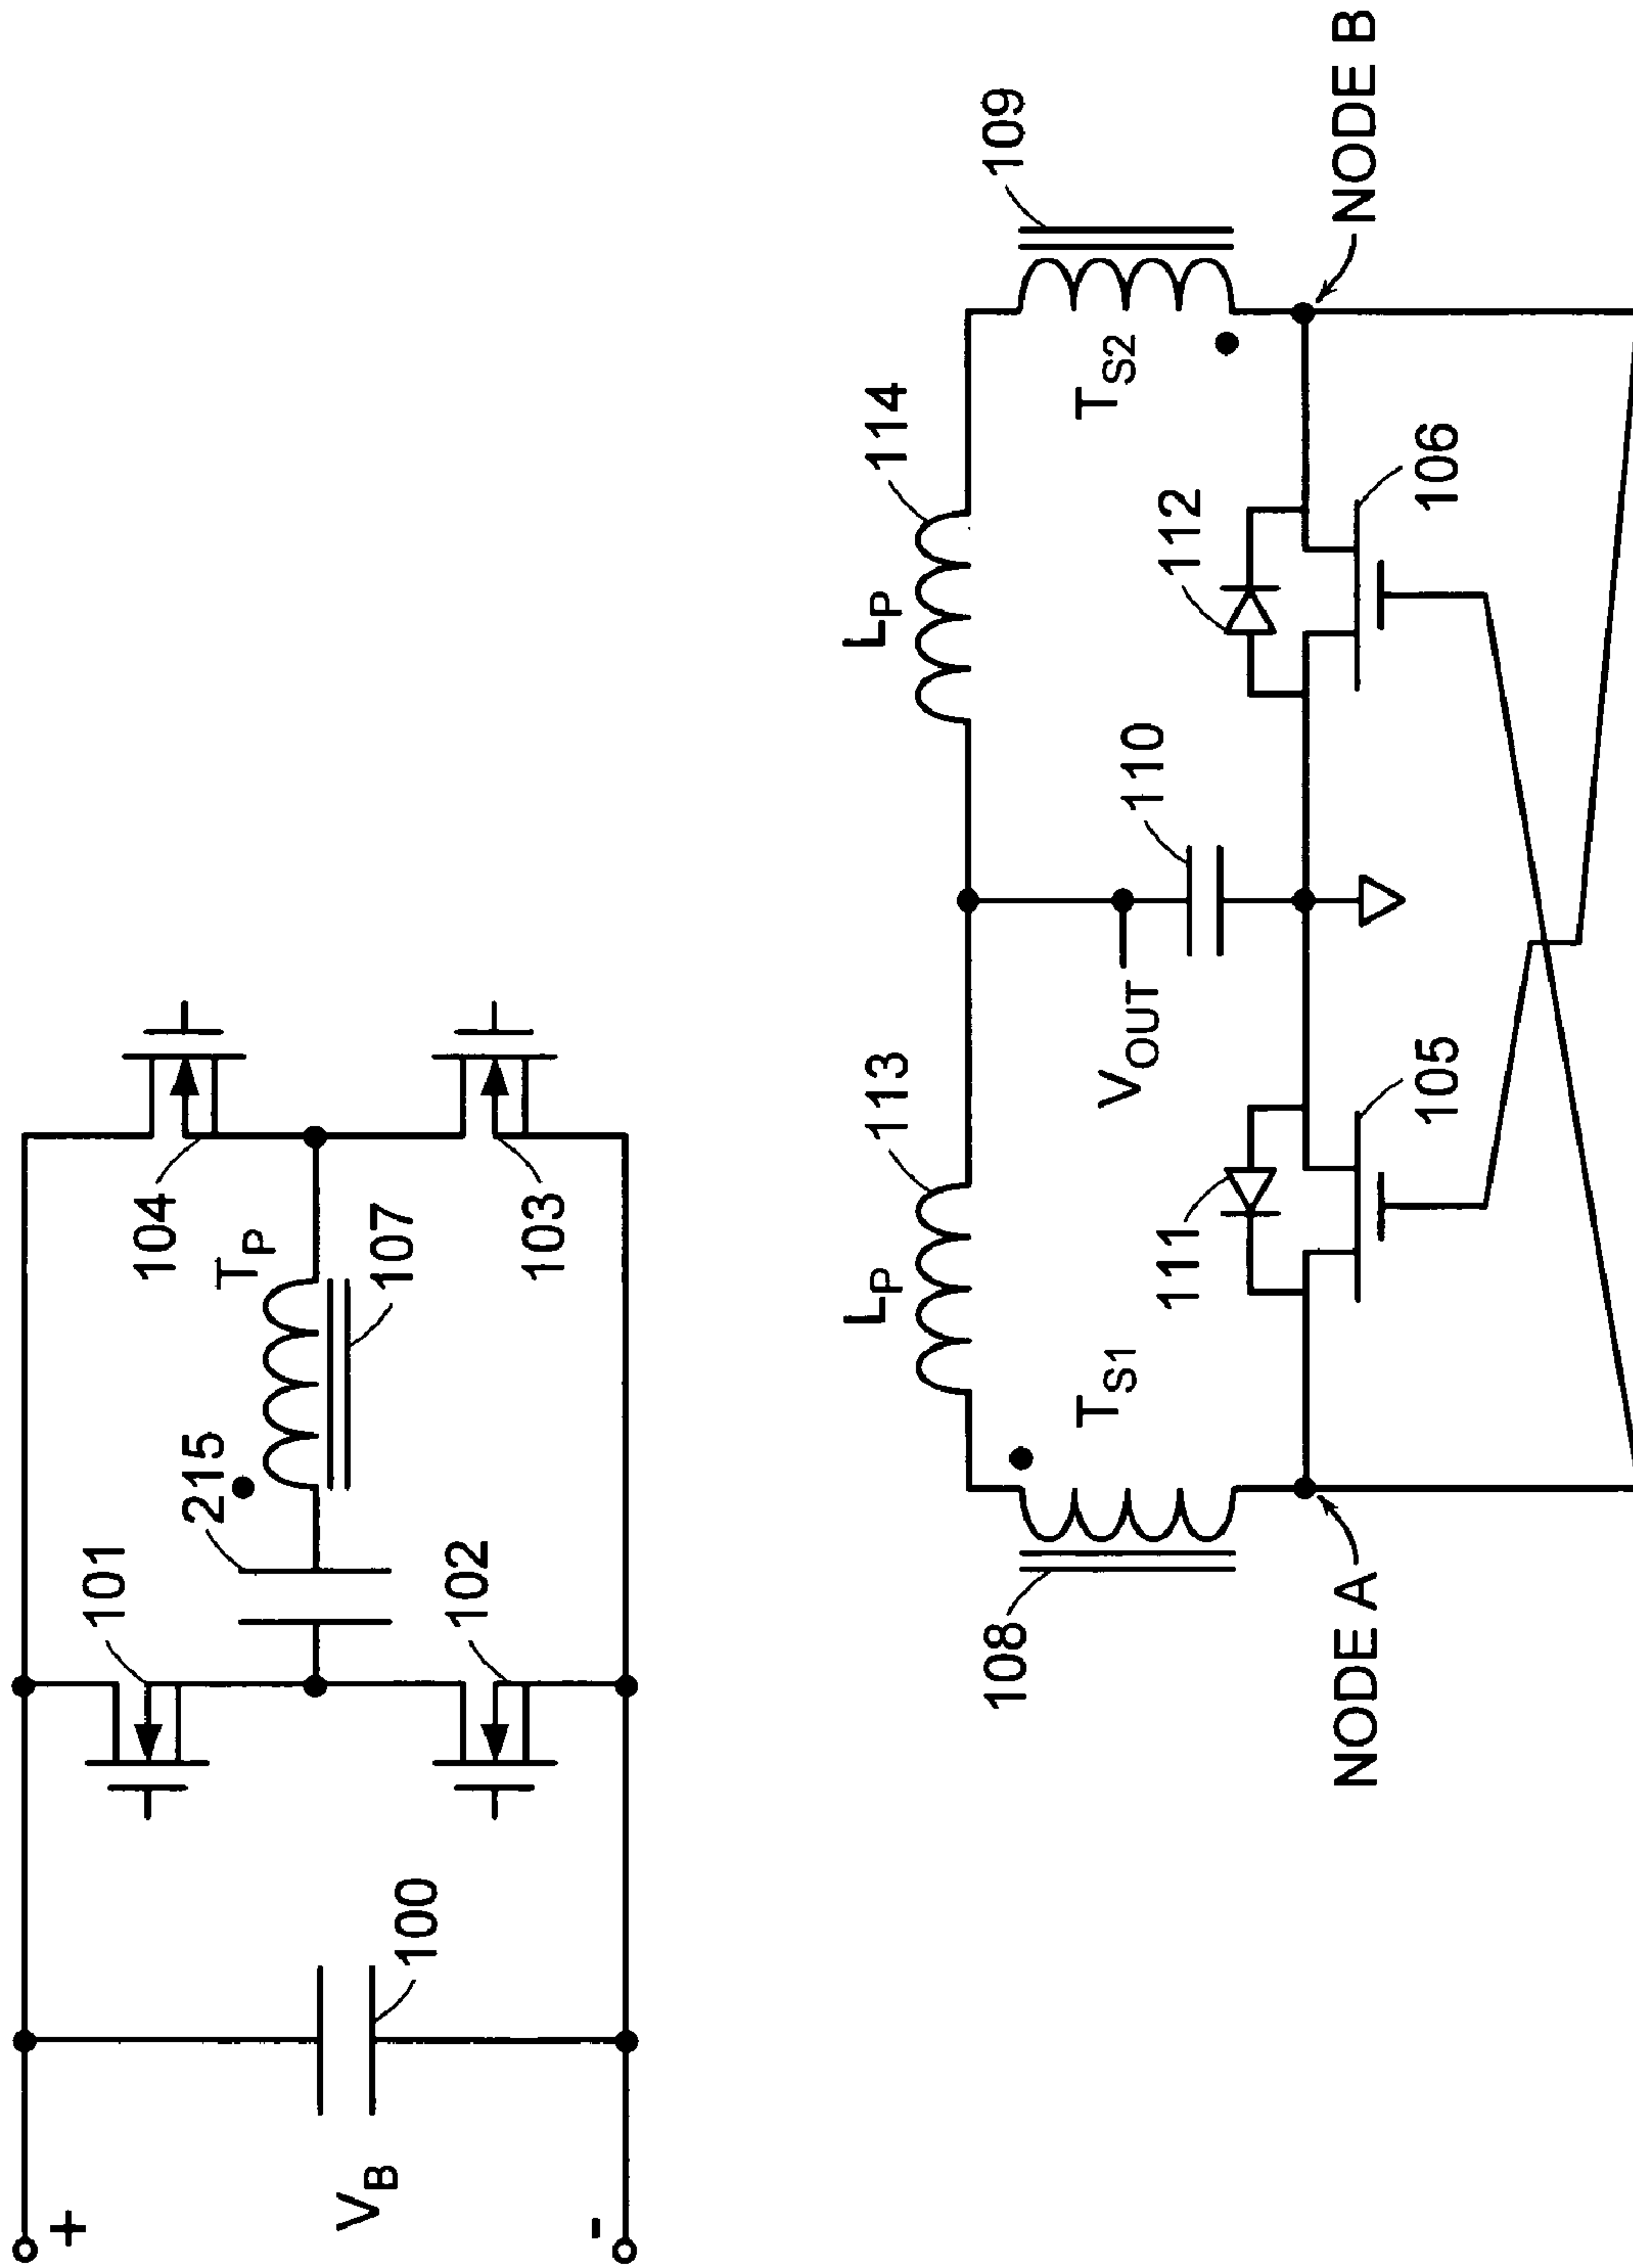 +
V_B
-
100
101
102
215
T_P
107
104
103
108
NODE A
T_S1
L_P
113
111
105
V_OUT
110
L_P
114
112
106
T_S2
109
NODE B